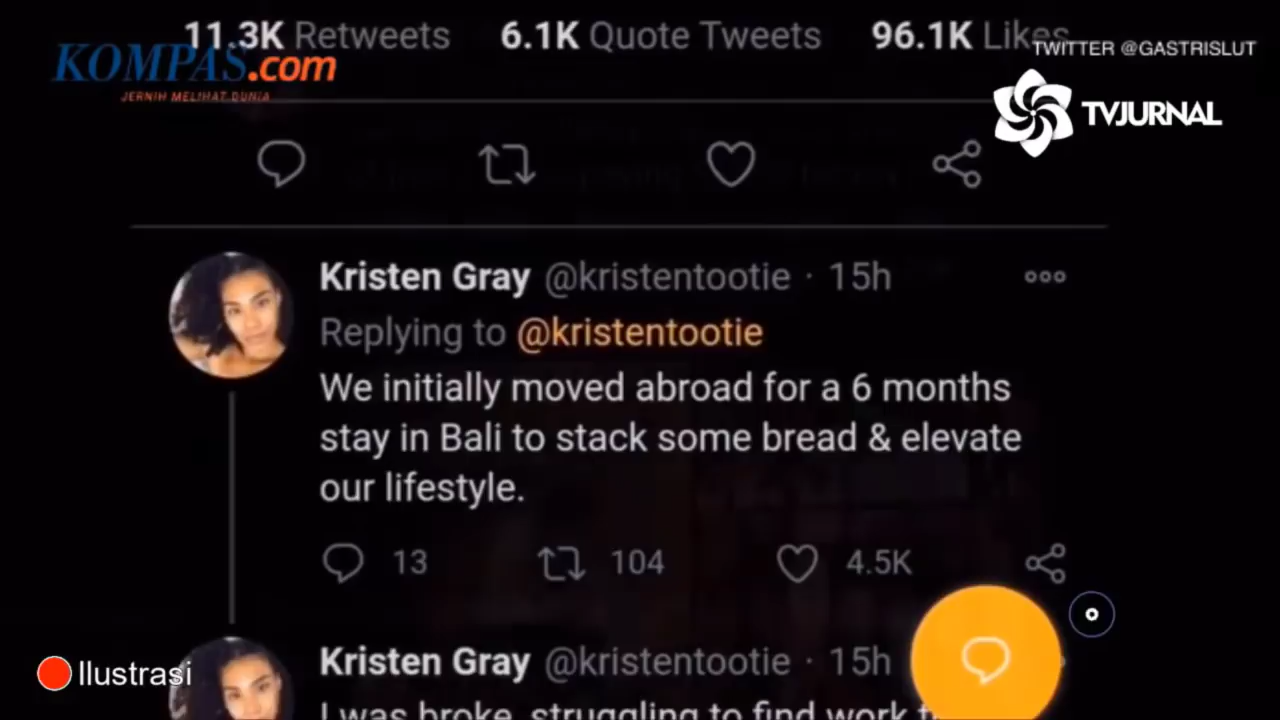 11.3K Retweets 6.1K Quote Tweets 96.1K Likes
TWITTER @GASTRISLUT
KOMPAS.com
JERNIH MELIHAT DUNIA
TVJURNAL
Kristen Gray @kristentootie · 15h
Replying to @kristentootie
We initially moved abroad for a 6 months
stay in Bali to stack some bread & elevate
our lifestyle.
13 104 4.5K
Kristen Gray @kristentootie · 15h
I was broke, struggling to find work
Ilustrasi